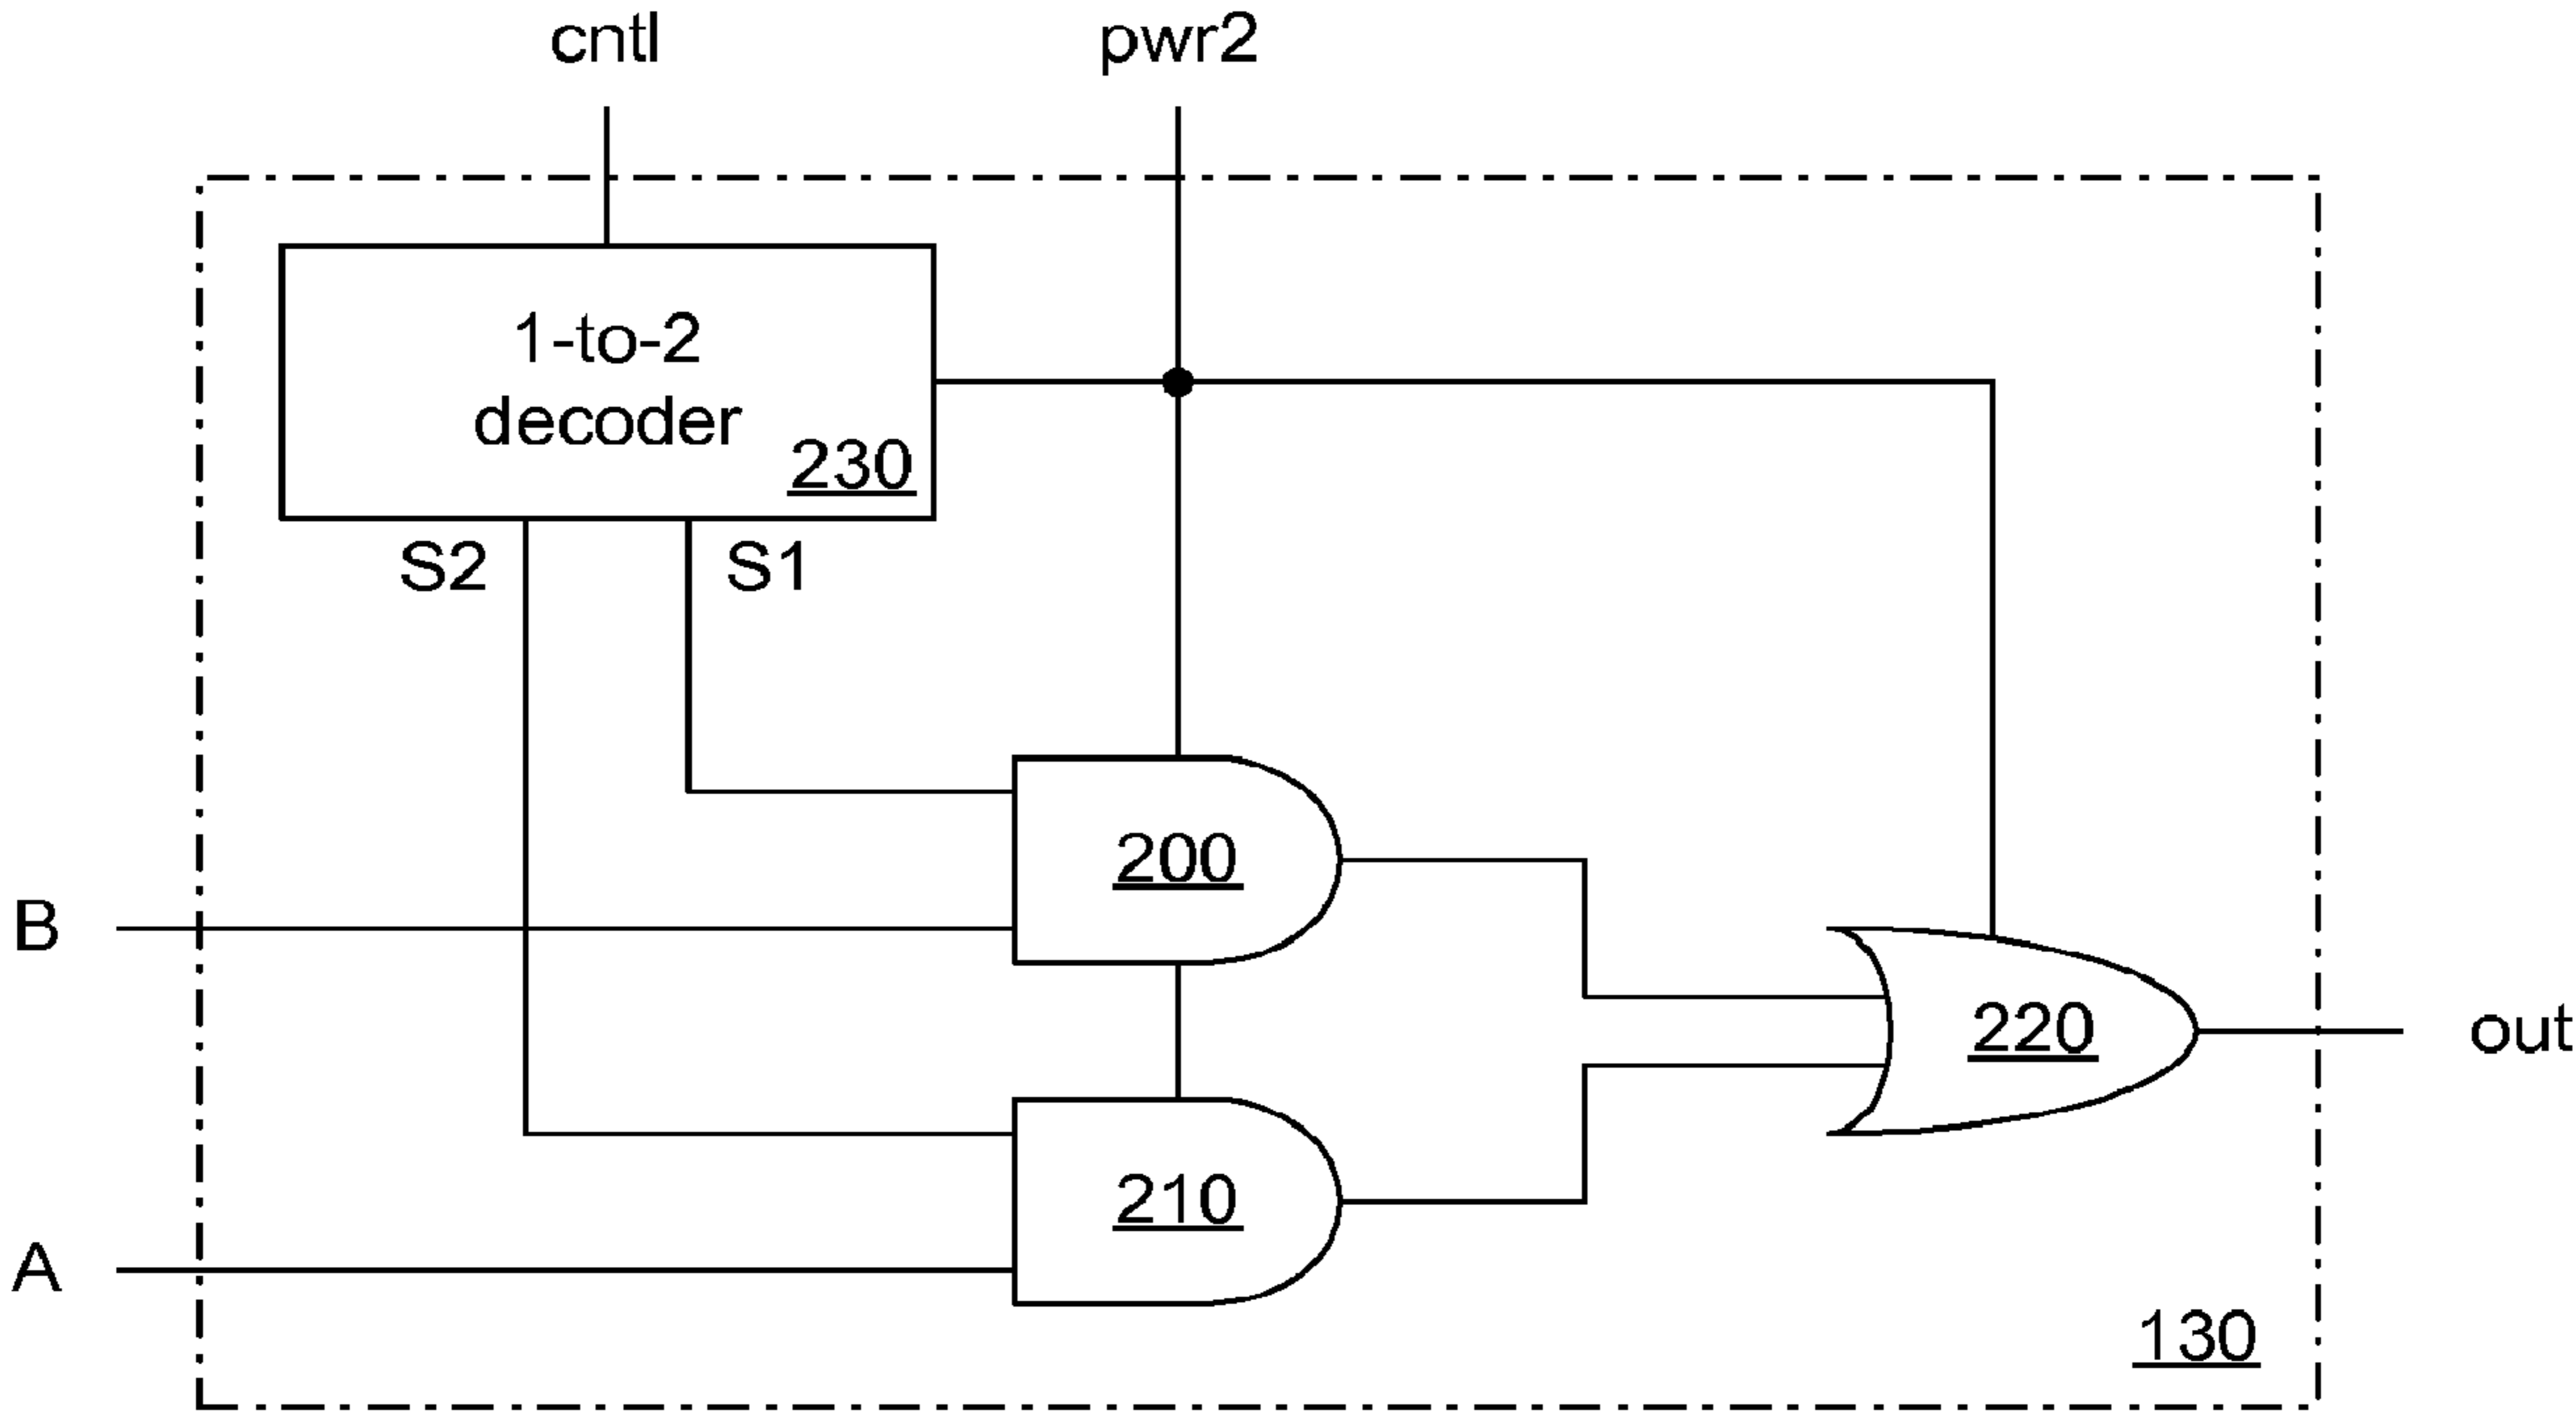 cntl
pwr2
1-to-2
decoder
230
S2
S1
200
B
220
out
210
A
130